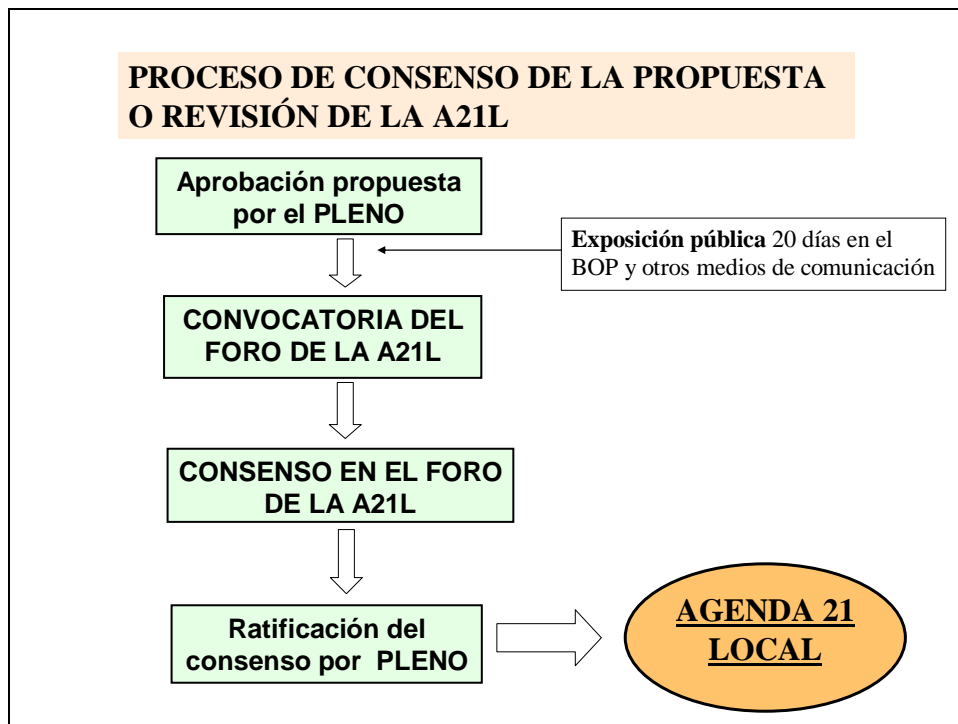 PROCESO DE CONSENSO DE LA PROPUESTA
O REVISIÓN DE LA A21L
Aprobación propuesta
por el PLENO
Exposición pública 20 días en el
BOP y otros medios de comunicación
CONVOCATORIA DEL
FORO DE LA A21L
CONSENSO EN EL FORO
DE LA A21L
Ratificación del
consenso por PLENO
AGENDA 21
LOCAL